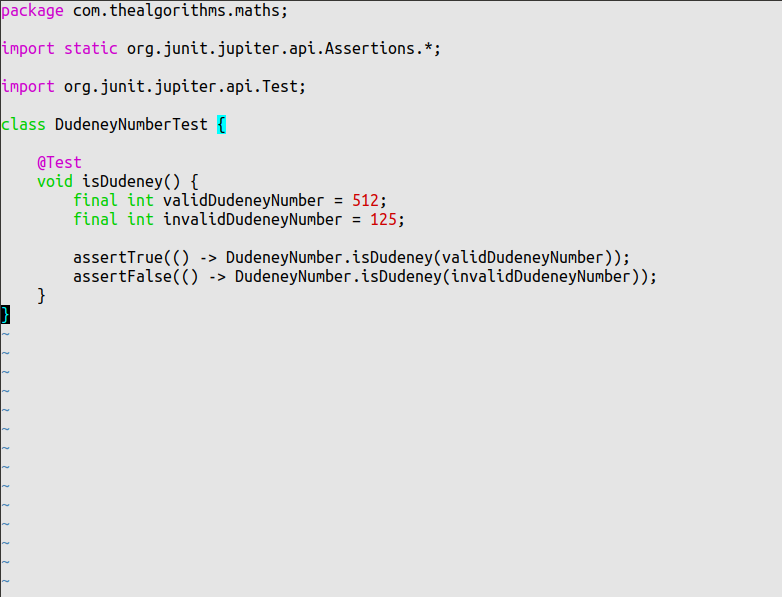 package com.thealgorithms.maths;

import static org.junit.jupiter.api.Assertions.*;

import org.junit.jupiter.api.Test;

class DudeneyNumberTest {

    @Test
    void isDudeney() {
        final int validDudeneyNumber = 512;
        final int invalidDudeneyNumber = 125;

        assertTrue(() -> DudeneyNumber.isDudeney(validDudeneyNumber));
        assertFalse(() -> DudeneyNumber.isDudeney(invalidDudeneyNumber));
    }
}
~
~
~
~
~
~
~
~
~
~
~
~
~
~